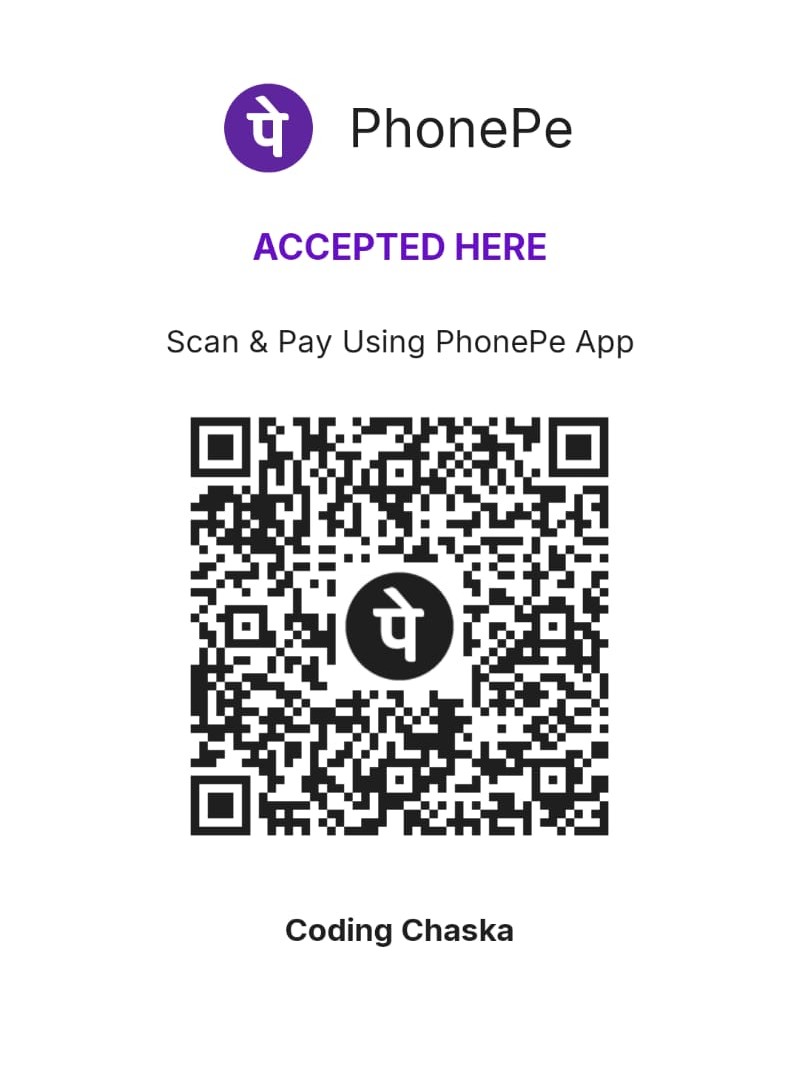 पे PhonePe
ACCEPTED HERE
Scan & Pay Using PhonePe App
पे
Coding Chaska